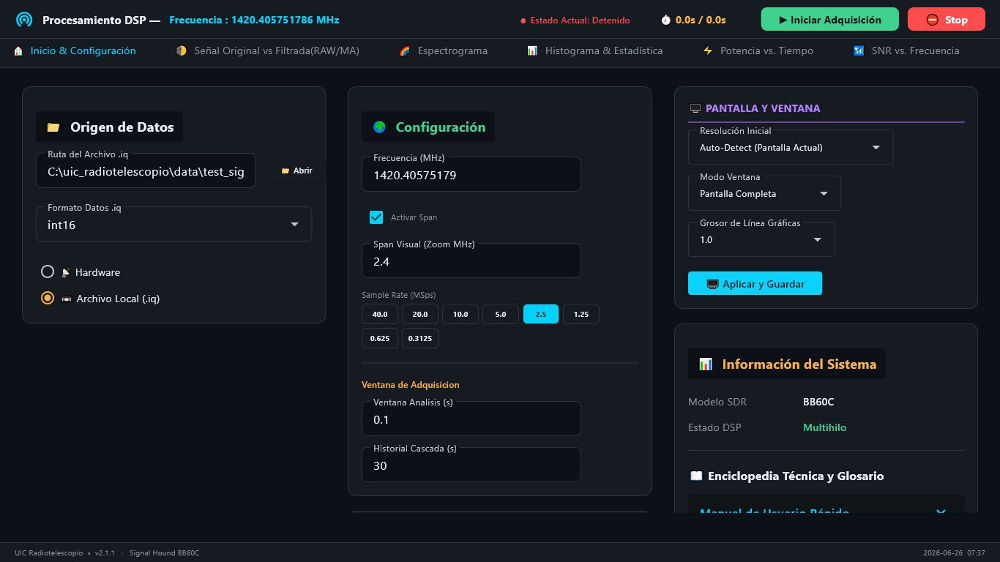 Procesamiento DSP — Frecuencia : 1420.405751786 MHz
Estado Actual: Detenido
0.0s / 0.0s
Iniciar Adquisición
Stop
Inicio & Configuración
Señal Original vs Filtrada(RAW/MA)
Espectrograma
Histograma & Estadística
Potencia vs. Tiempo
SNR vs. Frecuencia
Origen de Datos
Ruta del Archivo .iq
C:\uic_radiotelescopio\data\test_sig
Abrir
Formato Datos .iq
int16
Hardware
Archivo Local (.iq)
Configuración
Frecuencia (MHz)
1420.40575179
Activar Span
Span Visual (Zoom MHz)
2.4
Sample Rate (MSps)
40.0 20.0 10.0 5.0 2.5 1.25
0.625 0.3125
Ventana de Adquisicion
Ventana Analisis (s)
0.1
Historial Cascada (s)
30
PANTALLA Y VENTANA
Resolución Inicial
Auto-Detect (Pantalla Actual)
Modo Ventana
Pantalla Completa
Grosor de Línea Gráficas
1.0
Aplicar y Guardar
Información del Sistema
Modelo SDR BB60C
Estado DSP Multihilo
Enciclopedia Técnica y Glosario
Manual de Usuario Rápido
UIC Radiotelescopio • v2.1.1 · Signal Hound BB60C
2026-06-26 07:37